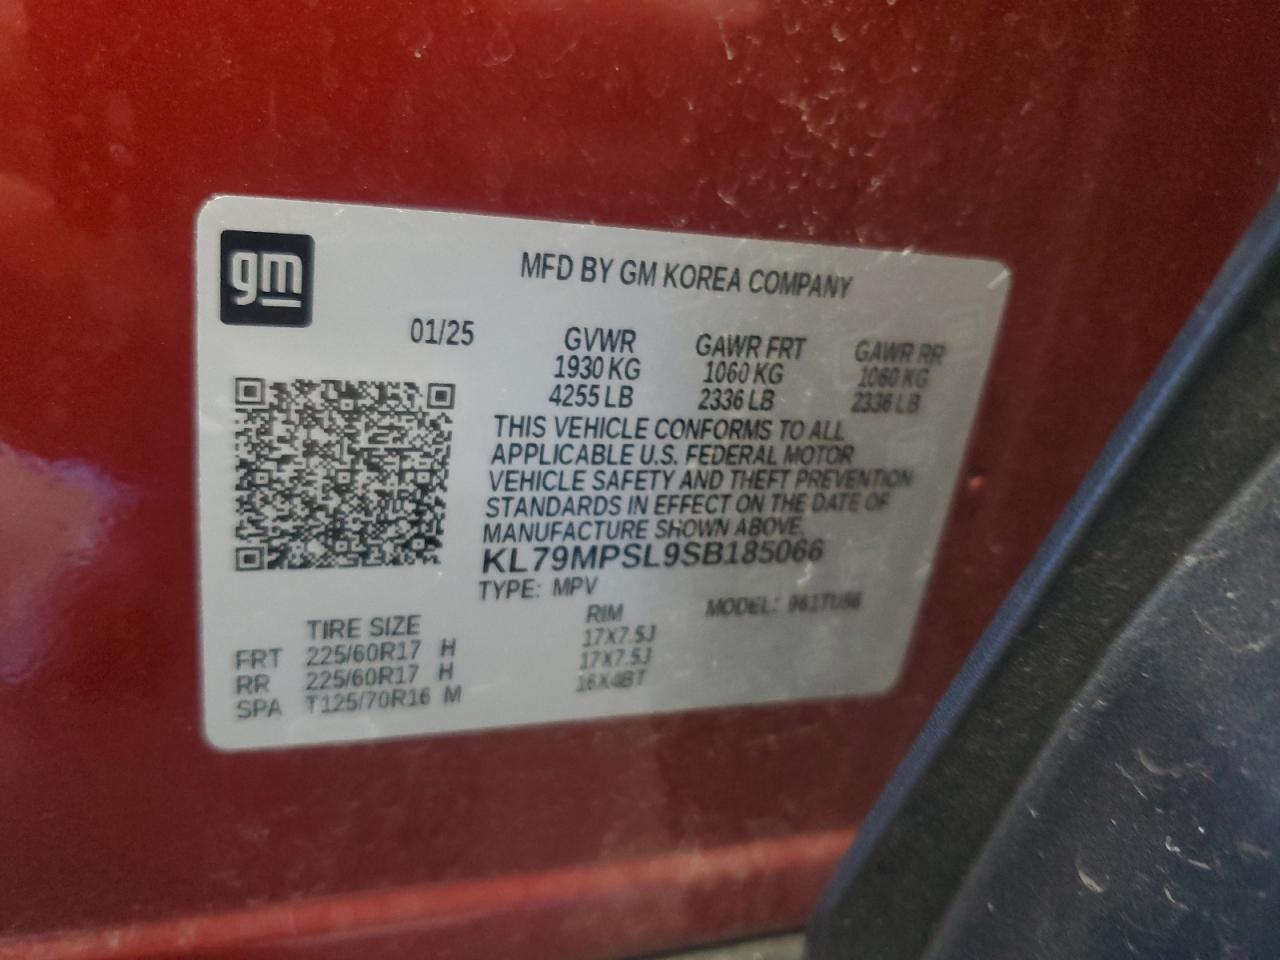 gm
MFD BY GM KOREA COMPANY
01/25 GVWR GAWR FRT GAWR RR
1930 KG 1060 KG 1060 KG
4255 LB 2336 LB 2336 LB
THIS VEHICLE CONFORMS TO ALL
APPLICABLE U.S. FEDERAL MOTOR
VEHICLE SAFETY AND THEFT PREVENTION
STANDARDS IN EFFECT ON THE DATE OF
MANUFACTURE SHOWN ABOVE.
KL79MPSL9SB185066
TYPE: MPV MODEL:
TIRE SIZE RIM
FRT 225/60R17 H 17X7.5J
RR 225/60R17 H 17X7.5J
SPA T125/70R16 M 16X4BT